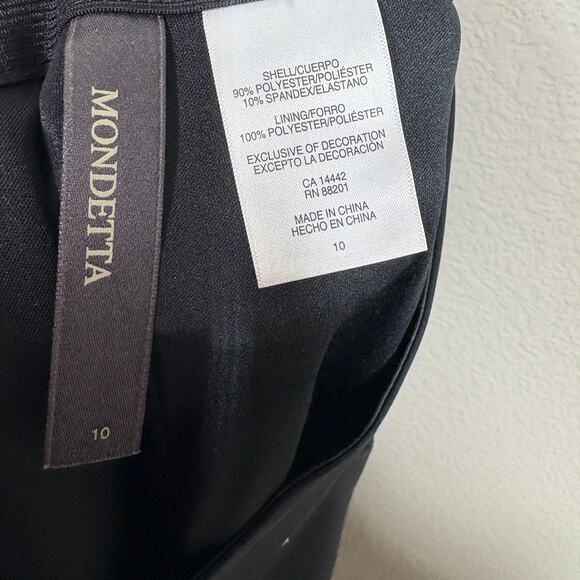 MONDETTA
10
SHELL/CUERPO
90% POLYESTER/POLIÉSTER
10% SPANDEX/ELASTANO
LINING/FORRO
100% POLYESTER/POLIÉSTER
EXCLUSIVE OF DECORATION
EXCEPTO LA DECORACIÓN
CA 14442
RN 88201
MADE IN CHINA
HECHO EN CHINA
10